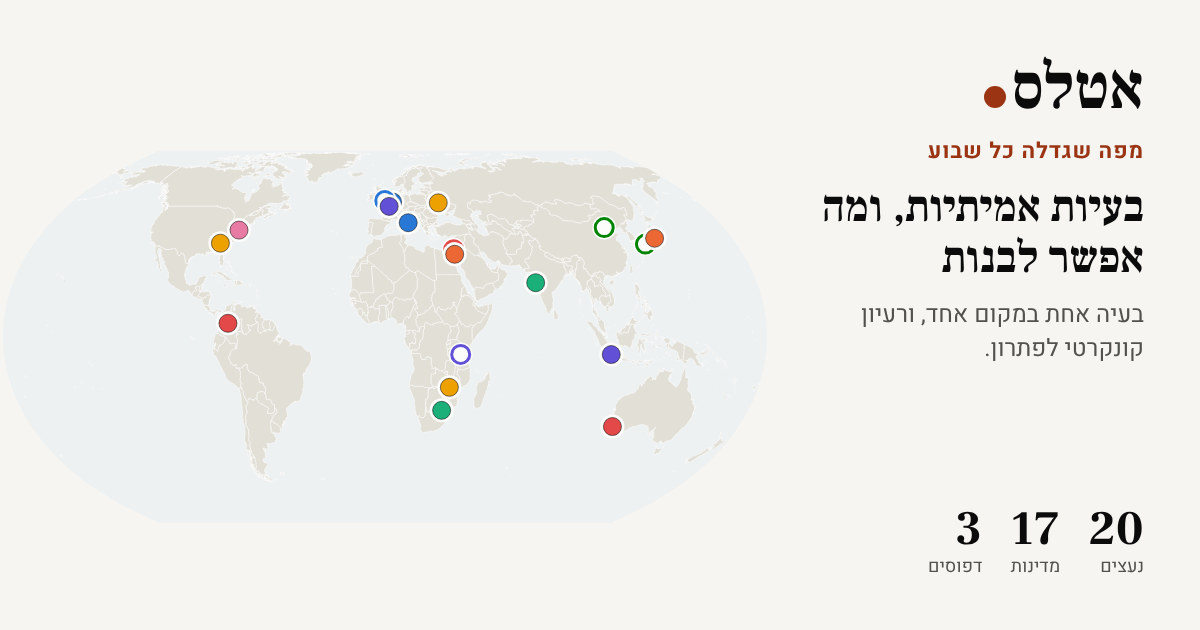 אטלס
מפה שגדלה כל שבוע
בעיות אמיתיות, ומה
אפשר לבנות
בעיה אחת במקום אחד, ורעיון
קונקרטי לפתרון.
20 17 3
נעצים מדינות דפוסים